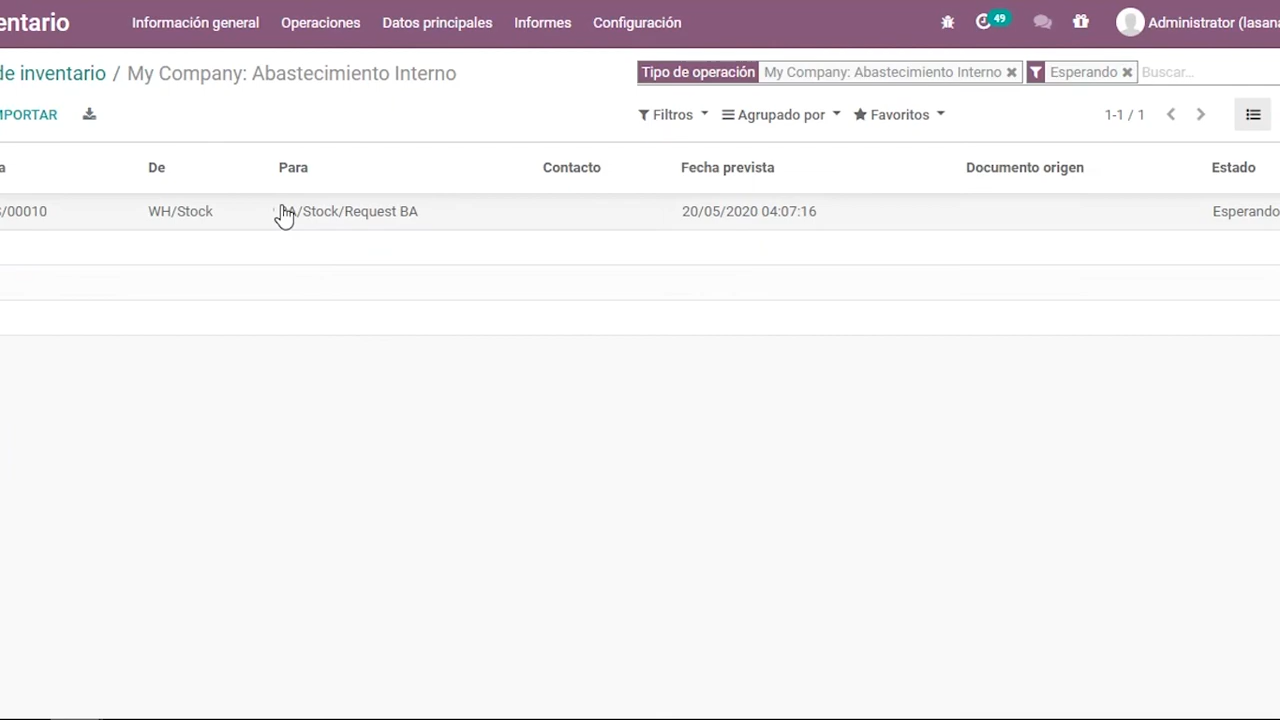 entario Información general Operaciones Datos principales Informes Configuración 49 Administrator (lasana
de inventario / My Company: Abastecimiento Interno Tipo de operación My Company: Abastecimiento Interno Esperando Buscar...
MPORTAR Filtros Agrupado por Favoritos 1-1 / 1
a De Para Contacto Fecha prevista Documento origen Estado
/00010 WH/Stock /Stock/Request BA 20/05/2020 04:07:16 Esperando